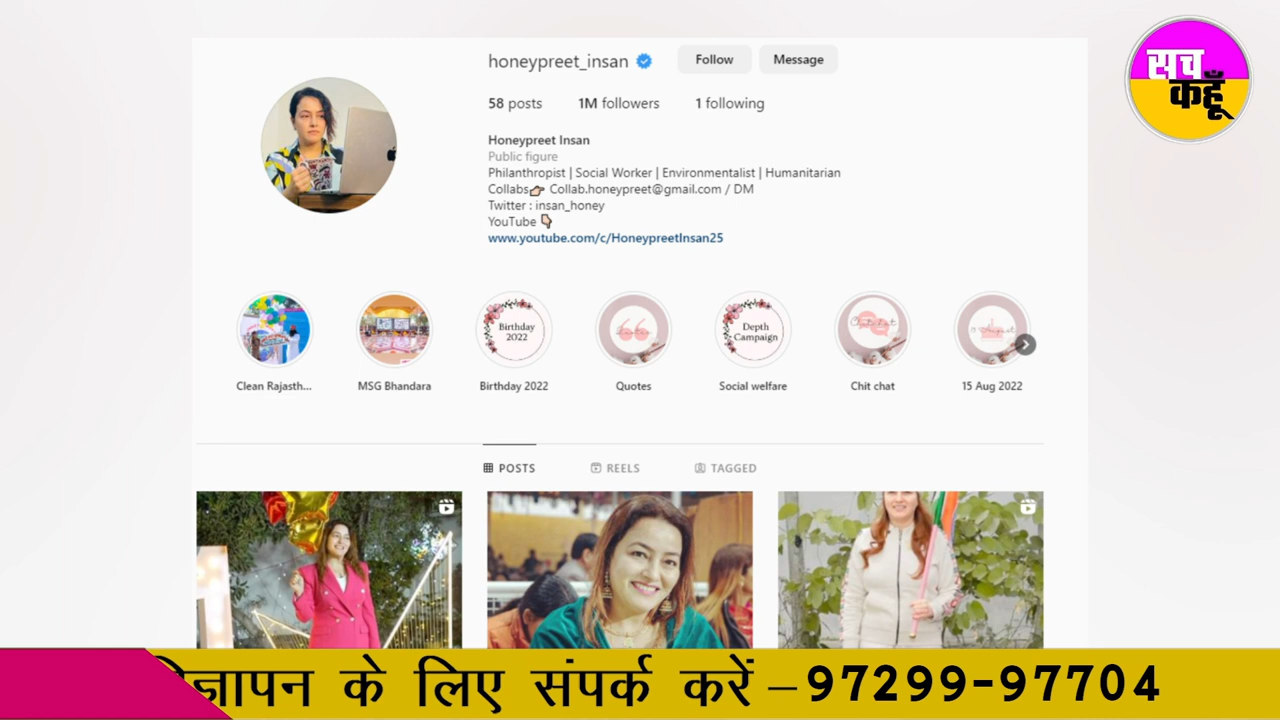 honeypreet_insan
Follow
Message
58 posts
1M followers
1 following
Honeypreet Insan
Public figure
Philanthropist | Social Worker | Environmentalist | Humanitarian
Collabs👉 Collab.honeypreet@gmail.com / DM
Twitter : insan_honey
YouTube 👇
www.youtube.com/c/HoneypreetInsan25
सच
कहूँ
Birthday
2022
Depth
Campaign
Chit chat
Clean Rajasth...
MSG Bhandara
Birthday 2022
Quotes
Social welfare
Chit chat
15 Aug 2022
POSTS
REELS
TAGGED
के लिए संपर्क करें –97299-97704